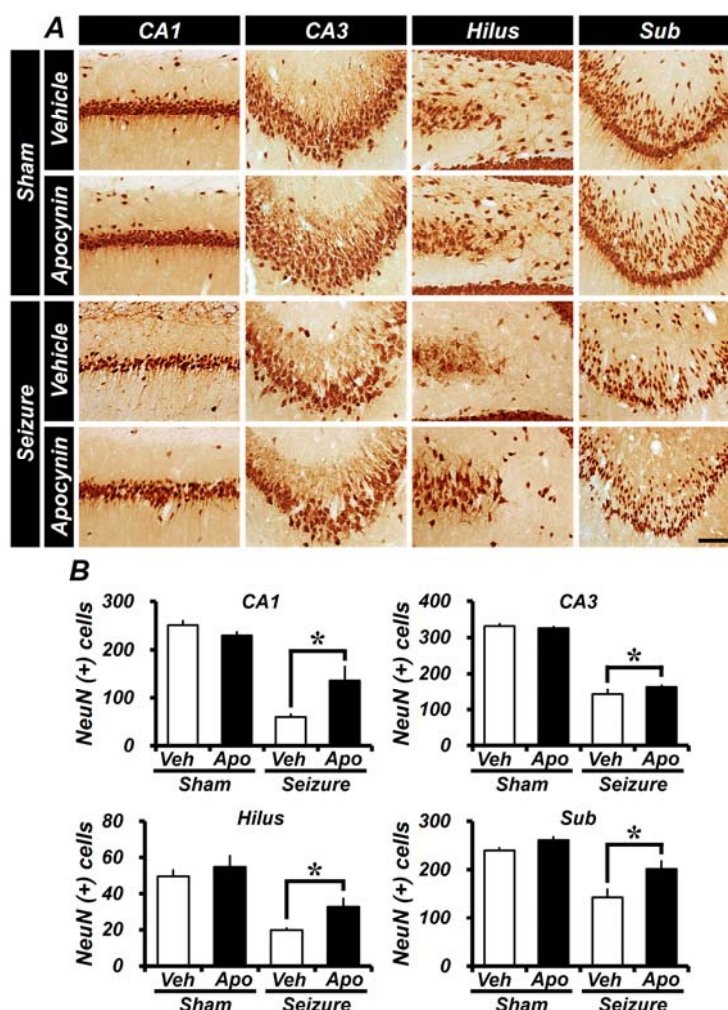 A
CA1 CA3 Hilus Sub
Sham
Vehicle
Apocynin
Seizure
Vehicle
Apocynin
B
CA1
NeuN (+) cells
300
200
100
0
*
Veh Apo Veh Apo
Sham Seizure
CA3
NeuN (+) cells
400
300
200
100
0
*
Veh Apo Veh Apo
Sham Seizure
Hilus
NeuN (+) cells
80
60
40
20
0
*
Veh Apo Veh Apo
Sham Seizure
Sub
NeuN (+) cells
300
200
100
0
*
Veh Apo Veh Apo
Sham Seizure